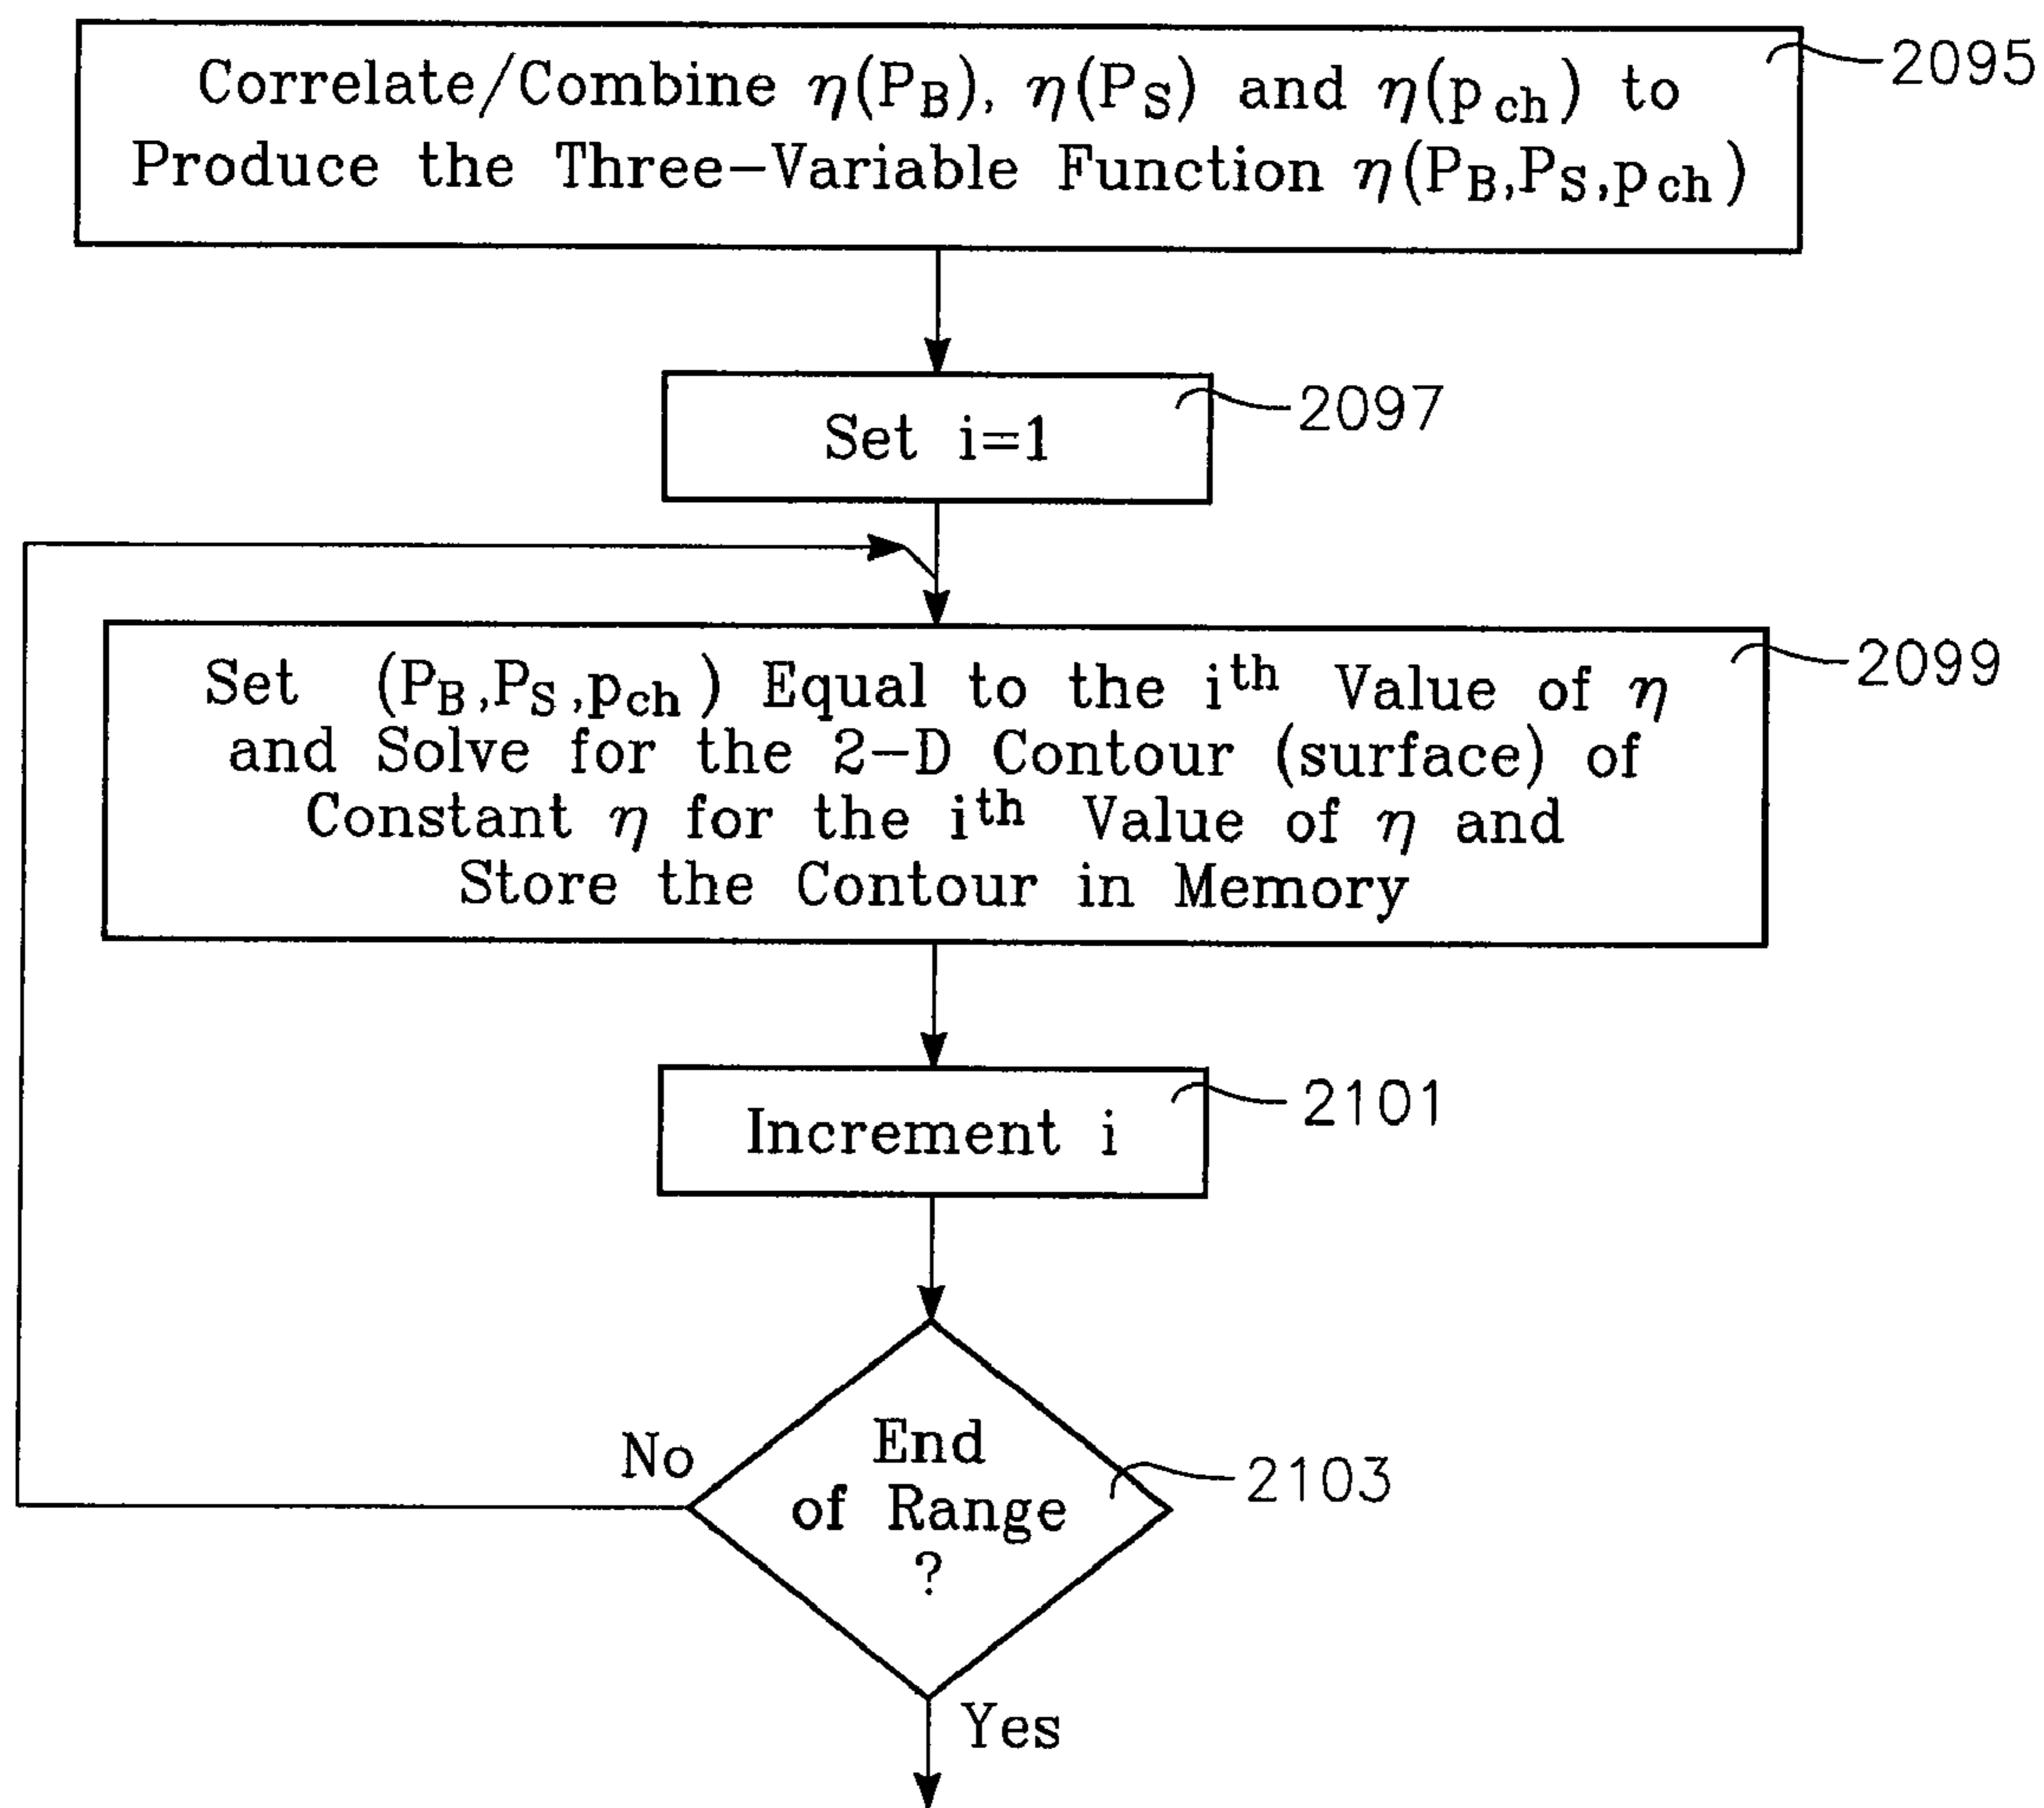 Correlate/Combine η(P_B), η(P_S) and η(p_ch) to
Produce the Three-Variable Function η(P_B,P_S,p_ch)
2095
Set i=1
2097
Set (P_B,P_S,p_ch) Equal to the i^th Value of η
and Solve for the 2-D Contour (surface) of
Constant η for the i^th Value of η and
Store the Contour in Memory
2099
Increment i
2101
End
of Range
?
2103
No
Yes